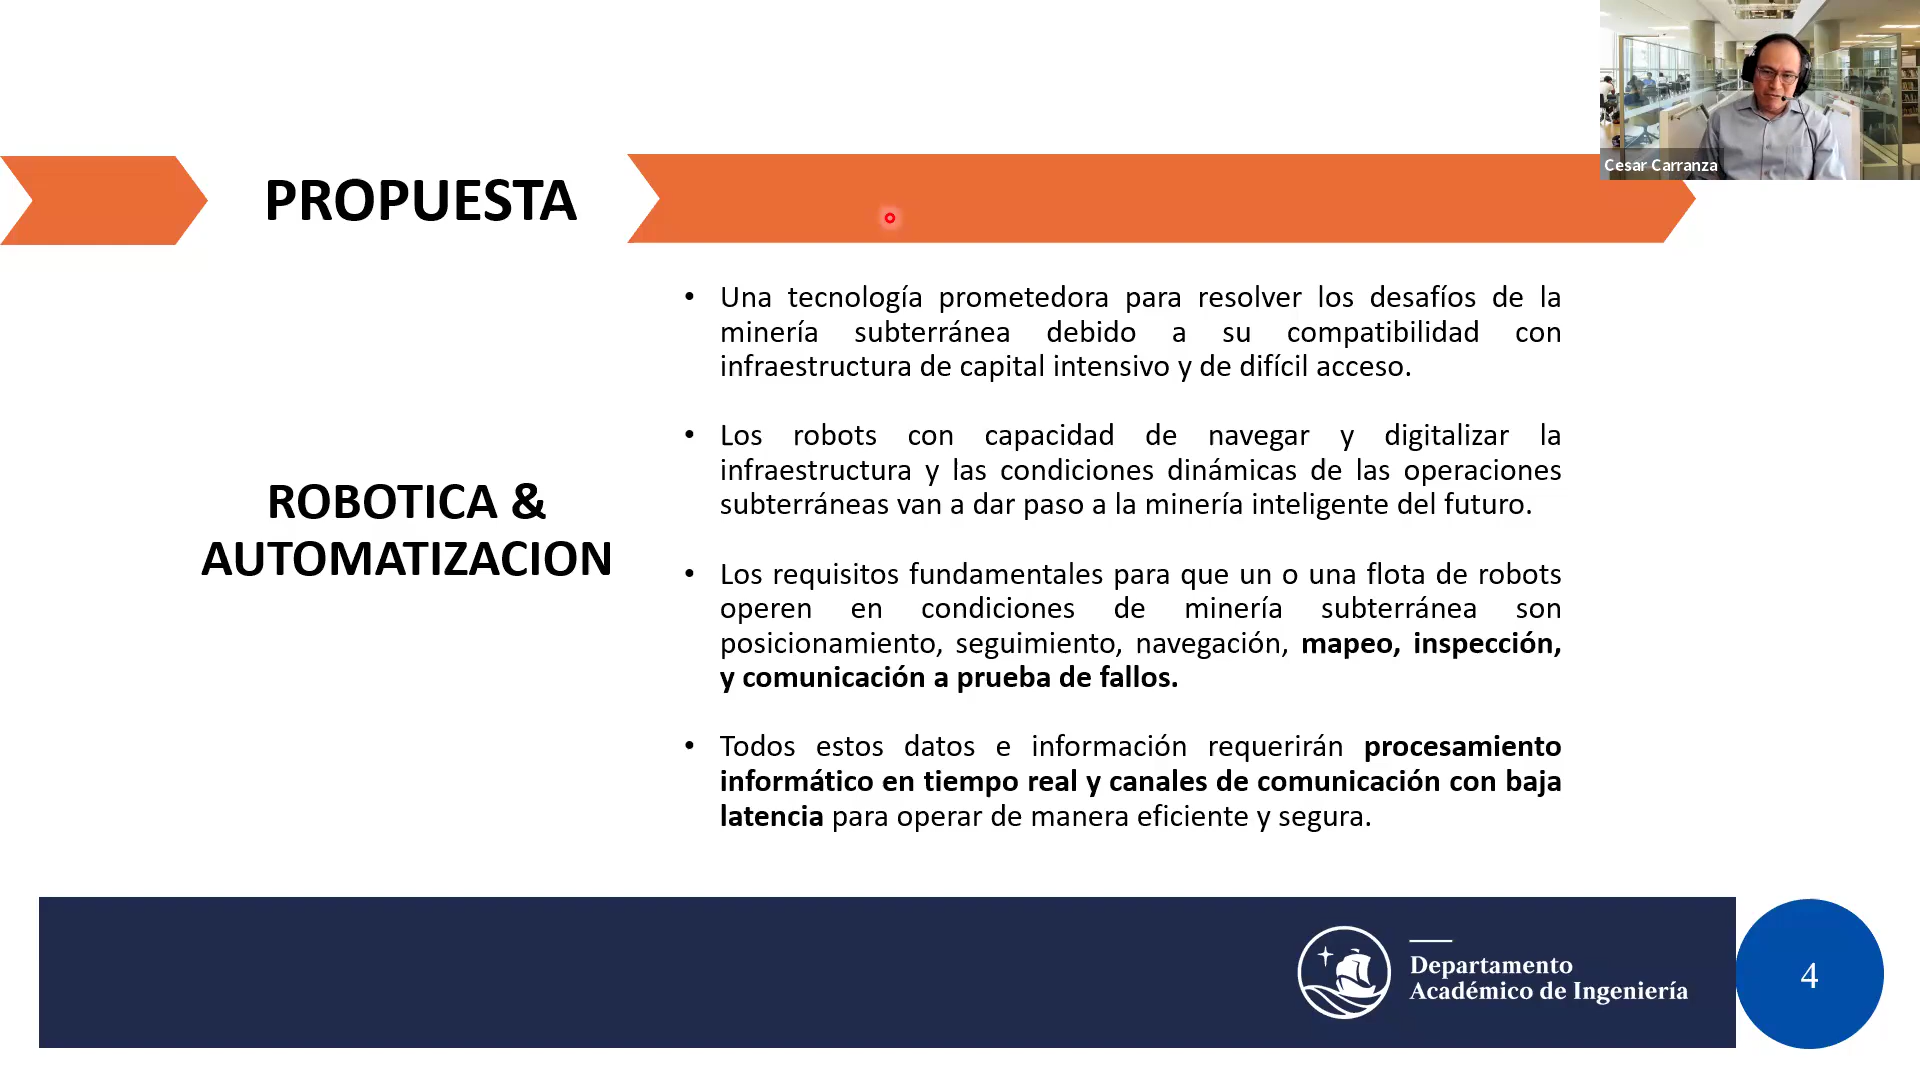 Cesar Carranza
PROPUESTA
• Una tecnología prometedora para resolver los desafíos de la
minería subterránea debido a su compatibilidad con
infraestructura de capital intensivo y de difícil acceso.
• Los robots con capacidad de navegar y digitalizar la
infraestructura y las condiciones dinámicas de las operaciones
subterráneas van a dar paso a la minería inteligente del futuro.
ROBOTICA &
AUTOMATIZACION
• Los requisitos fundamentales para que un o una flota de robots
operen en condiciones de minería subterránea son
posicionamiento, seguimiento, navegación, mapeo, inspección,
y comunicación a prueba de fallos.
• Todos estos datos e información requerirán procesamiento
informático en tiempo real y canales de comunicación con baja
latencia para operar de manera eficiente y segura.
Departamento
Académico de Ingeniería
4